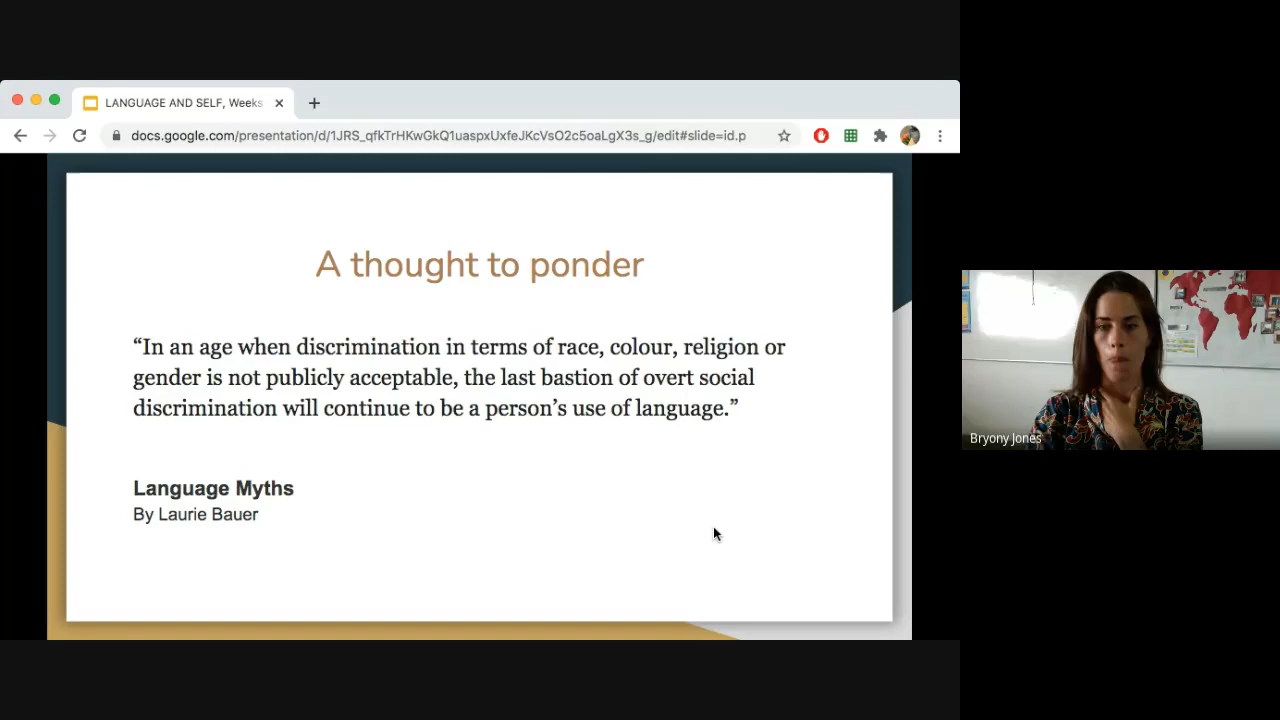 LANGUAGE AND SELF, Weeks
docs.google.com/presentation/d/1JRS_qfkTrHKwGkQ1uaspxUxfeJKcVsO2c5oaLgX3s_g/edit#slide=id.p
A thought to ponder
“In an age when discrimination in terms of race, colour, religion or
gender is not publicly acceptable, the last bastion of overt social
discrimination will continue to be a person’s use of language.”
Language Myths
By Laurie Bauer
Bryony Jones